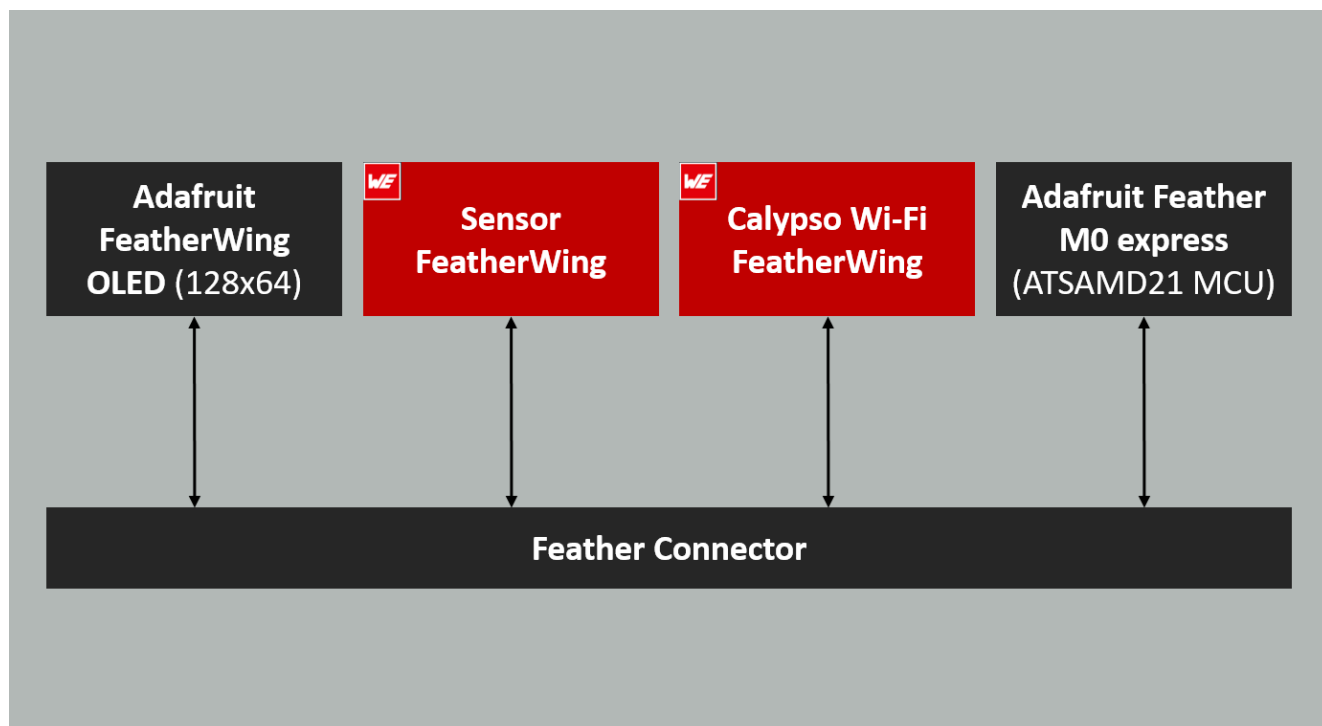 Adafruit
FeatherWing
OLED (128x64)
WE
Sensor
FeatherWing
WE
Calypso Wi-Fi
FeatherWing
Adafruit Feather
M0 express
(ATSAMD21 MCU)
Feather Connector